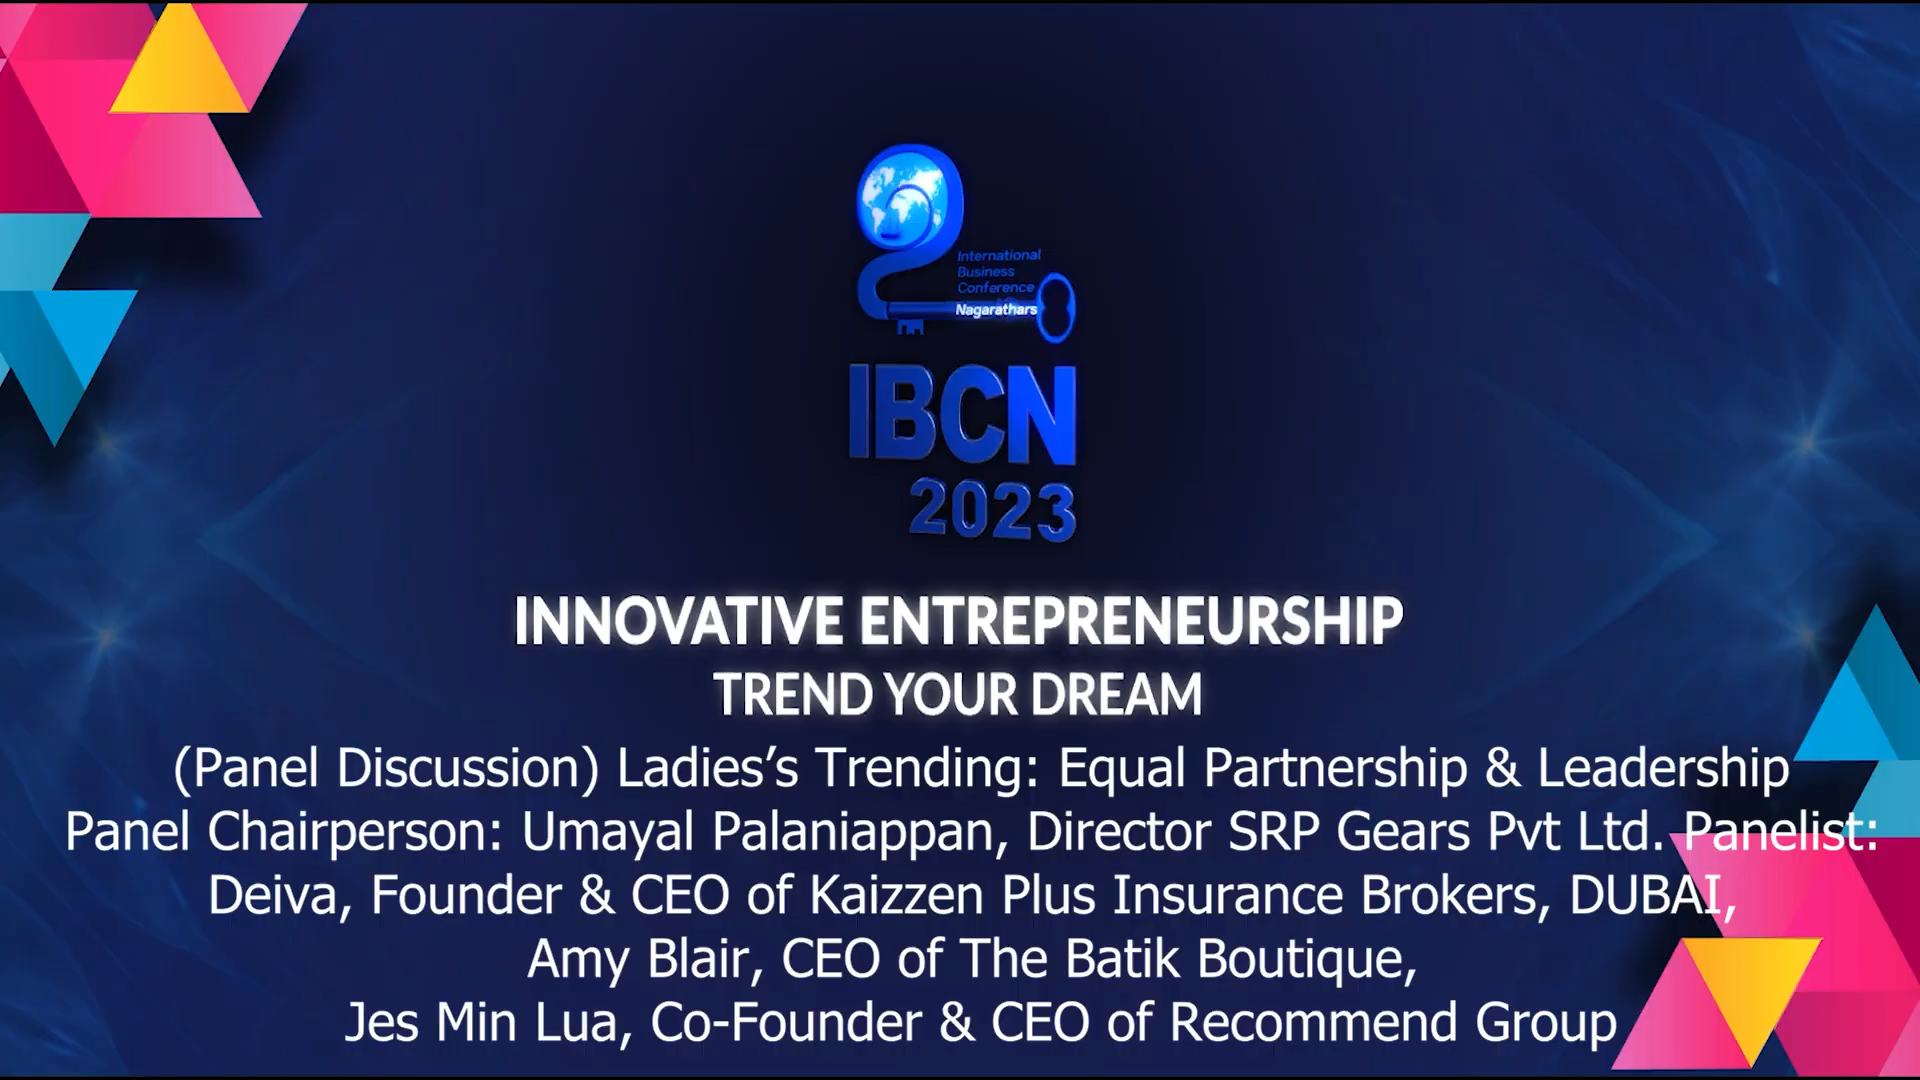 International
Business
Conference
Nagarathars
IBCN
2023
INNOVATIVE ENTREPRENEURSHIP
TREND YOUR DREAM
(Panel Discussion) Ladies’s Trending: Equal Partnership & Leadership
Panel Chairperson: Umayal Palaniappan, Director SRP Gears Pvt Ltd. Panelist:
Deiva, Founder & CEO of Kaizzen Plus Insurance Brokers, DUBAI,
Amy Blair, CEO of The Batik Boutique,
Jes Min Lua, Co-Founder & CEO of Recommend Group